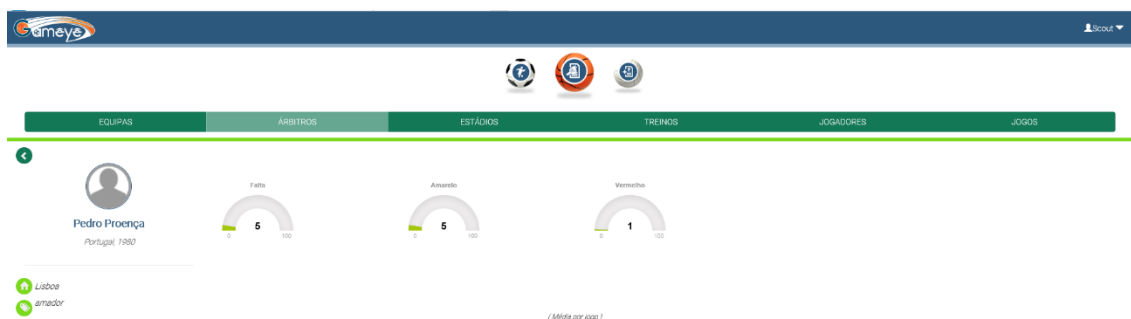 Gameye
Scout
EQUIPAS ÁRBITROS ESTÁDIOS TREINOS JOGADORES JOGOS
Pedro Proença
Portugal, 1980
Falta Amarelo Vermelho
5 5 1
0 100 0 100 0 100
Lisboa
amador
( Média por jogo )